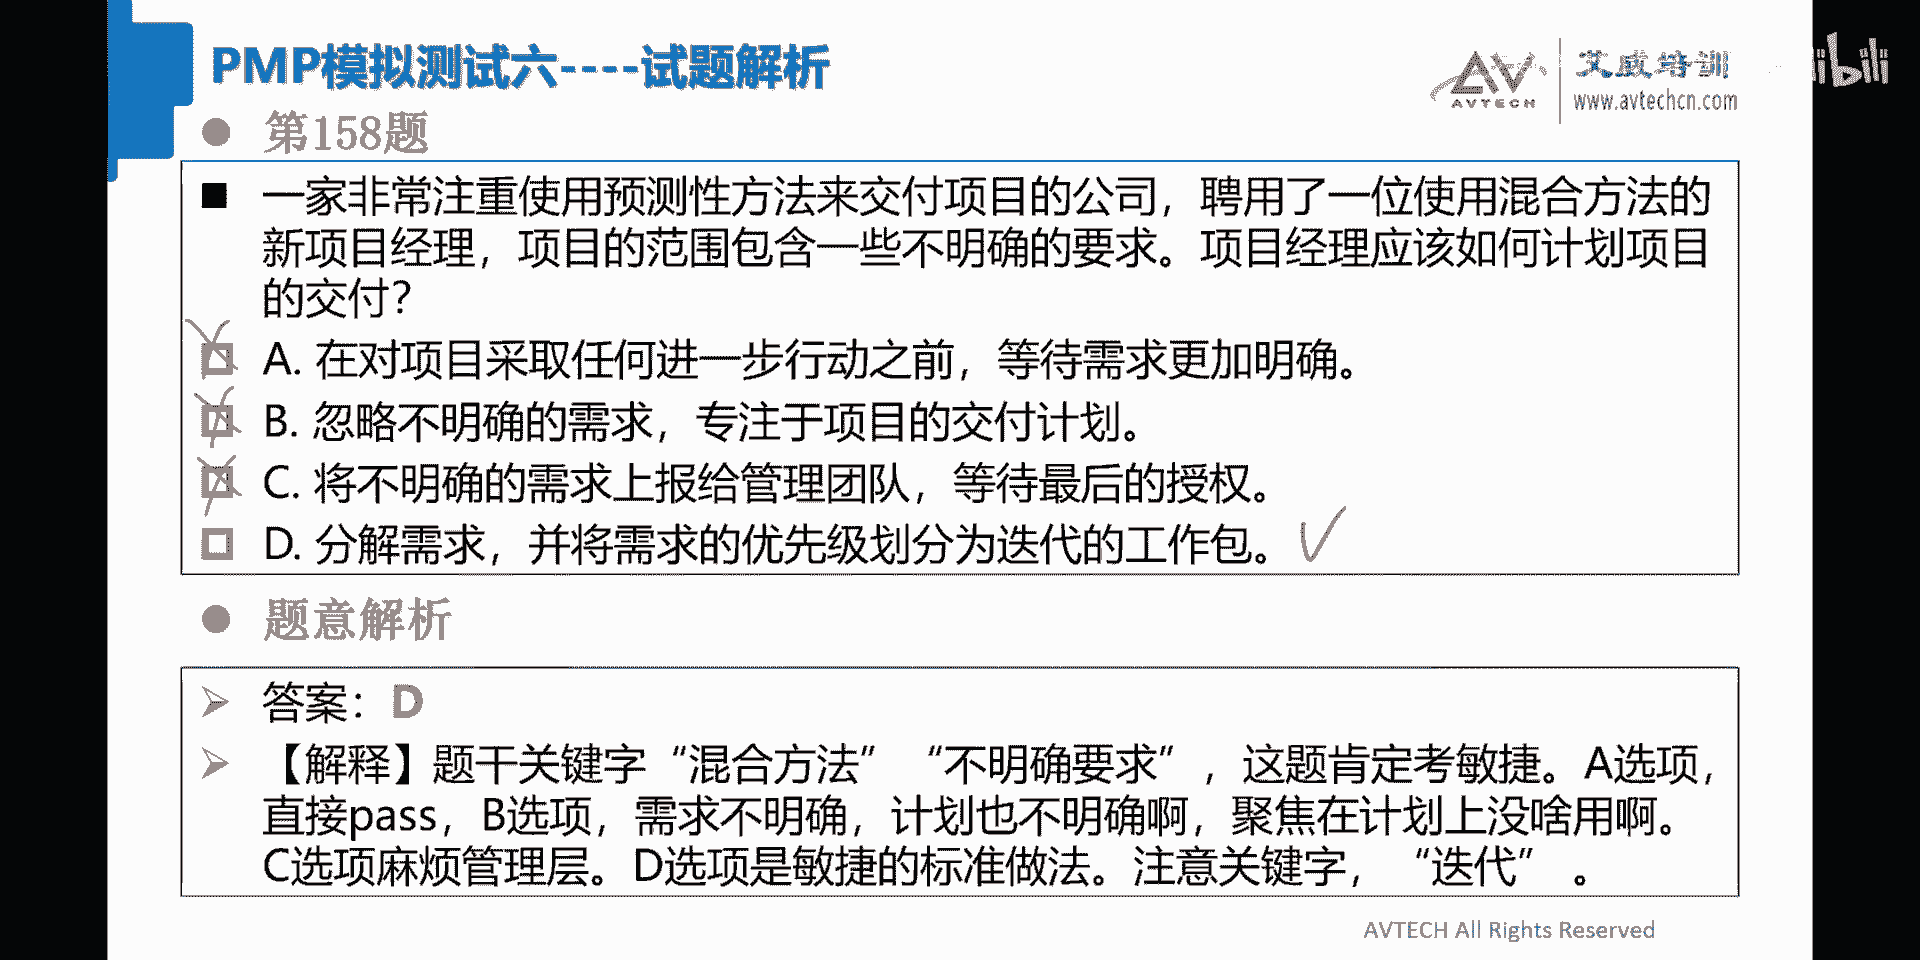 PMP模拟测试六----试题解析
AVTECH
艾威培训
www.avtechcn.com
bilibili
第158题
一家非常注重使用预测性方法来交付项目的公司，聘用了一位使用混合方法的
新项目经理，项目的范围包含一些不明确的要求。项目经理应该如何计划项目
的交付？
A. 在对项目采取任何进一步行动之前，等待需求更加明确。
B. 忽略不明确的需求，专注于项目的交付计划。
C. 将不明确的需求上报给管理团队，等待最后的授权。
D. 分解需求，并将需求的优先级划分为迭代的工作包。
题意解析
答案：D
【解释】题干关键字“混合方法”“不明确要求”，这题肯定考敏捷。A选项，
直接pass，B选项，需求不明确，计划也不明确啊，聚焦在计划上没啥用啊。
C选项麻烦管理层。D选项是敏捷的标准做法。注意关键字，“迭代”。
AVTECH All Rights Reserved